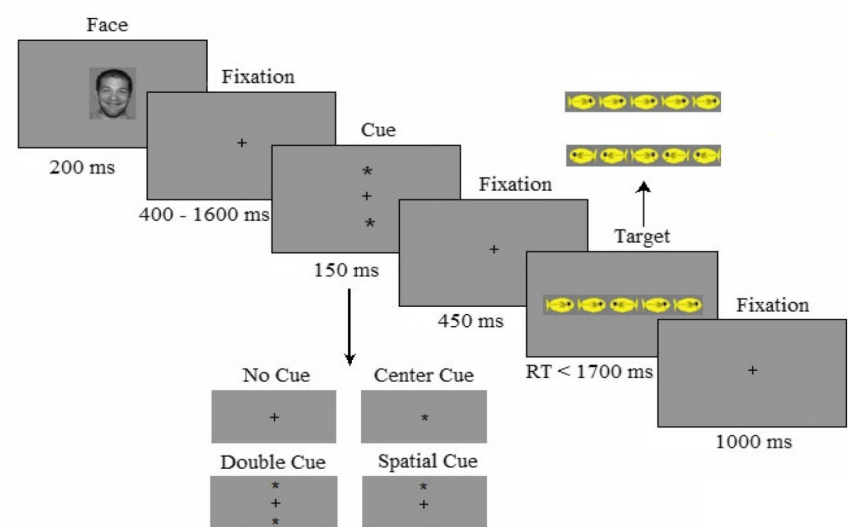 Face
200 ms
Fixation
+
400 - 1600 ms
Cue
*
+
*
150 ms
Fixation
+
450 ms
Target
RT < 1700 ms
Fixation
+
1000 ms
No Cue
+
Center Cue
*
Double Cue
*
+
*
Spatial Cue
*
+